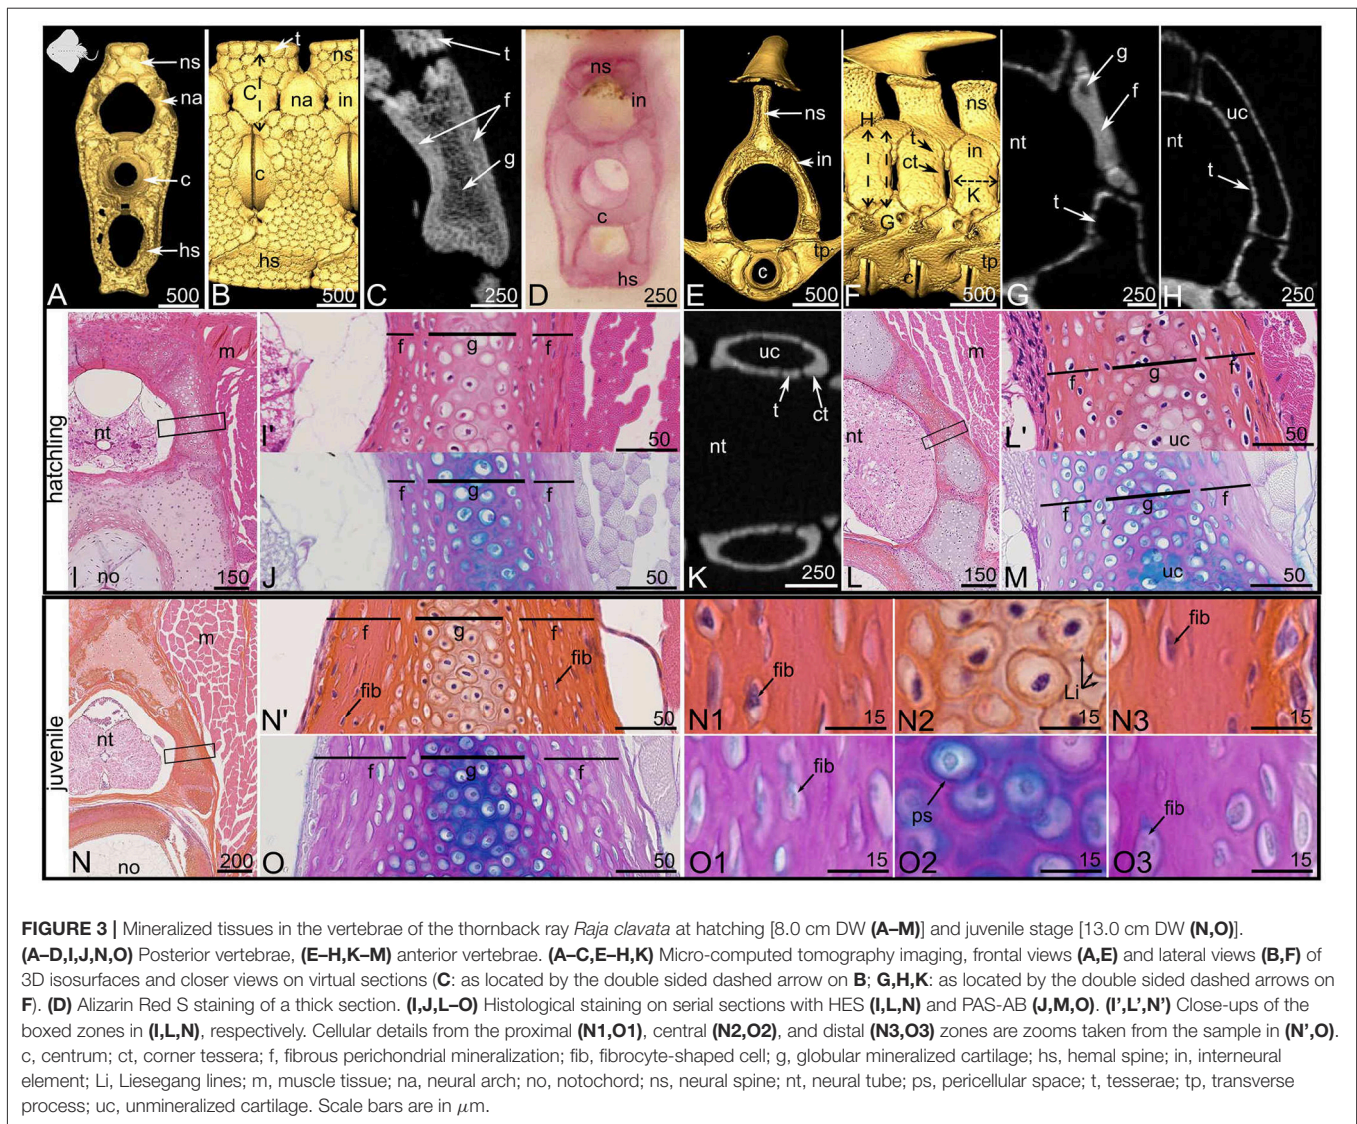 ns
na
c
hs
A
500
t
ns
C
na
in
c
hs
B
500
t
f
g
C
250
ns
in
c
hs
D
250
ns
in
tp
c
E
500
H
ns
t
in
I
I
ct
K
G
tp
c
F
500
g
f
nt
t
G
250
uc
nt
t
H
250
hatchling
m
nt
no
I
150
f
g
f
I'
50
f
g
f
J
50
uc
t
ct
nt
K
250
m
nt
L
150
f
g
f
L'
uc
50
f
g
f
M
uc
50
juvenile
m
nt
N
no
200
f
g
f
fib
fib
N'
50
f
g
f
O
50
fib
N1
15
Li
N2
15
fib
N3
15
fib
O1
15
ps
O2
15
fib
O3
15
FIGURE 3 | Mineralized tissues in the vertebrae of the thornback ray Raja clavata at hatching [8.0 cm DW (A–M)] and juvenile stage [13.0 cm DW (N,O)].
(A–D,I,J,N,O) Posterior vertebrae, (E–H,K–M) anterior vertebrae. (A–C,E–H,K) Micro-computed tomography imaging, frontal views (A,E) and lateral views (B,F) of
3D isosurfaces and closer views on virtual sections (C: as located by the double sided dashed arrow on B; G,H,K: as located by the double sided dashed arrows on
F). (D) Alizarin Red S staining of a thick section. (I,J,L–O) Histological staining on serial sections with HES (I,L,N) and PAS-AB (J,M,O). (I’,L’,N’) Close-ups of the
boxed zones in (I,L,N), respectively. Cellular details from the proximal (N1,O1), central (N2,O2), and distal (N3,O3) zones are zooms taken from the sample in (N’,O).
c, centrum; ct, corner tessera; f, fibrous perichondrial mineralization; fib, fibrocyte-shaped cell; g, globular mineralized cartilage; hs, hemal spine; in, interneural
element; Li, Liesegang lines; m, muscle tissue; na, neural arch; no, notochord; ns, neural spine; nt, neural tube; ps, pericellular space; t, tesserae; tp, transverse
process; uc, unmineralized cartilage. Scale bars are in μm.